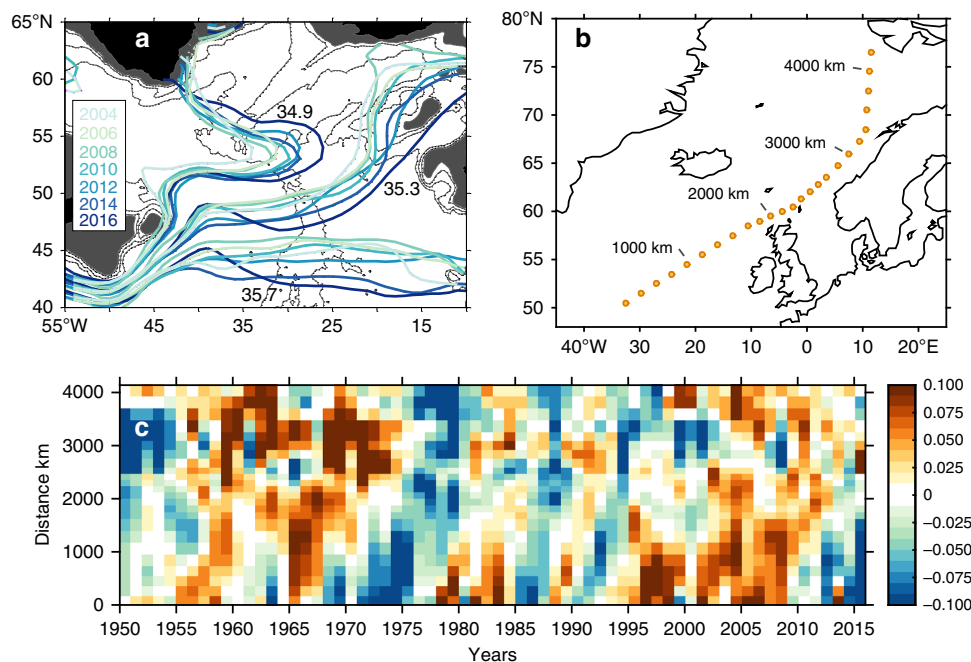 a
65°N
60
55
50
45
40
55°W
45
35
25
15
2004
2006
2008
2010
2012
2014
2016
34.9
35.3
35.7
b
80°N
75
70
65
60
55
50
40°W
30
20
10
0
10
20°E
4000 km
3000 km
2000 km
1000 km
c
Distance km
4000
3000
2000
1000
0
1950 1955 1960 1965 1970 1975 1980 1985 1990 1995 2000 2005 2010 2015
Years
0.100
0.075
0.050
0.025
0
−0.025
−0.050
−0.075
−0.100